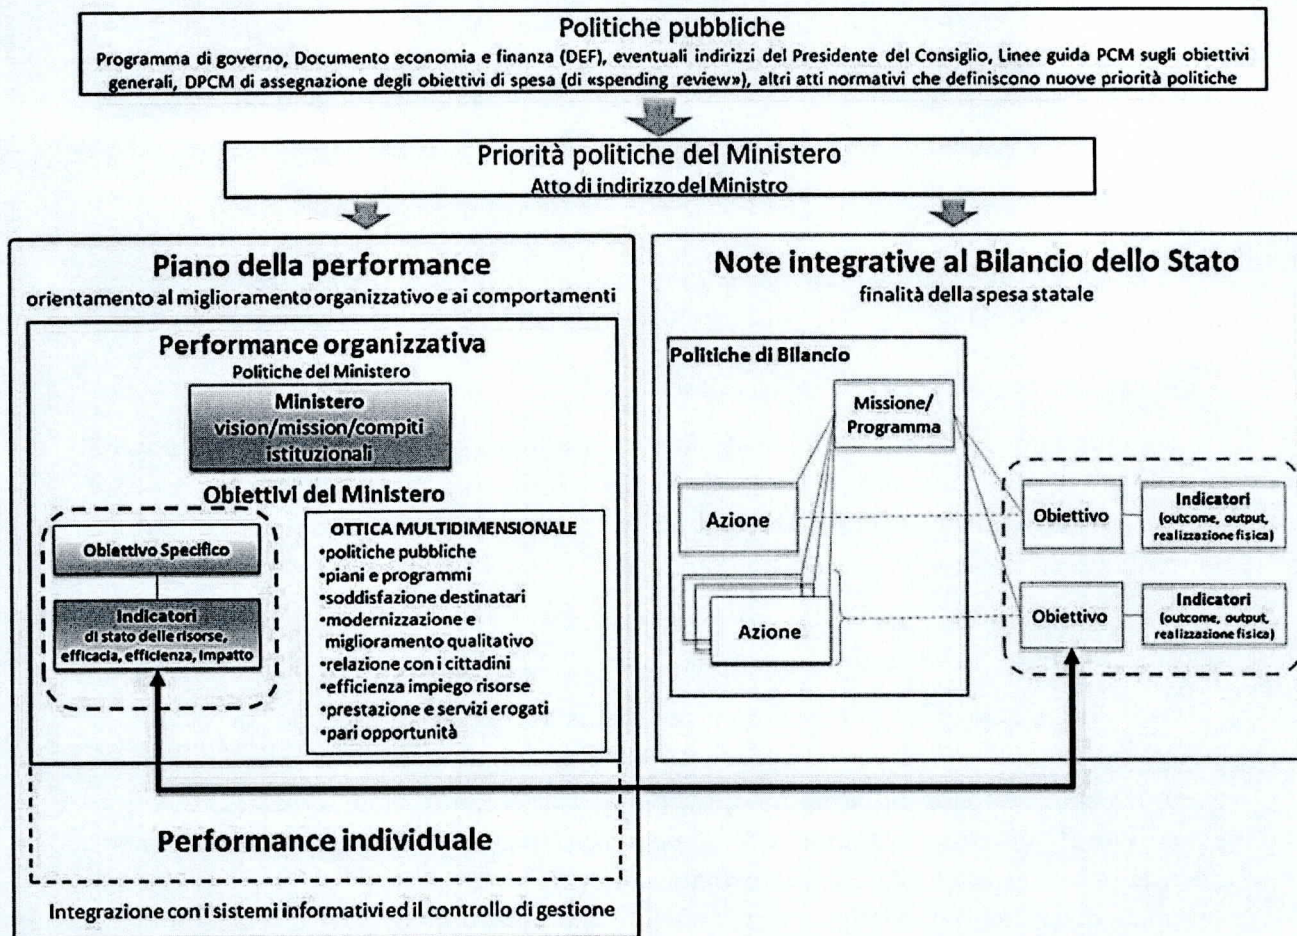 Politiche pubbliche
Programma di governo, Documento economia e finanza (DEF), eventuali indirizzi del Presidente del Consiglio, Linee guida PCM sugli obiettivi
generali, DPCM di assegnazione degli obiettivi di spesa (di «spending review»), altri atti normativi che definiscono nuove priorità politiche
Priorità politiche del Ministero
Atto di indirizzo del Ministro
Piano della performance
orientamento al miglioramento organizzativo e ai comportamenti
Performance organizzativa
Politiche del Ministero
Ministero
vision/mission/compiti
istituzionali
Obiettivi del Ministero
Obiettivo Specifico
Indicatori
di stato delle risorse,
efficacia, efficienza, impatto
OTTICA MULTIDIMENSIONALE
•politiche pubbliche
•piani e programmi
•soddisfazione destinatari
•modernizzazione e
miglioramento qualitativo
•relazione con i cittadini
•efficienza impiego risorse
•prestazione e servizi erogati
•pari opportunità
Performance individuale
Integrazione con i sistemi informativi ed il controllo di gestione
Note integrative al Bilancio dello Stato
finalità della spesa statale
Politiche di Bilancio
Missione/
Programma
Azione
Azione
Obiettivo
Indicatori
(outcome, output,
realizzazione fisica)
Obiettivo
Indicatori
(outcome, output,
realizzazione fisica)